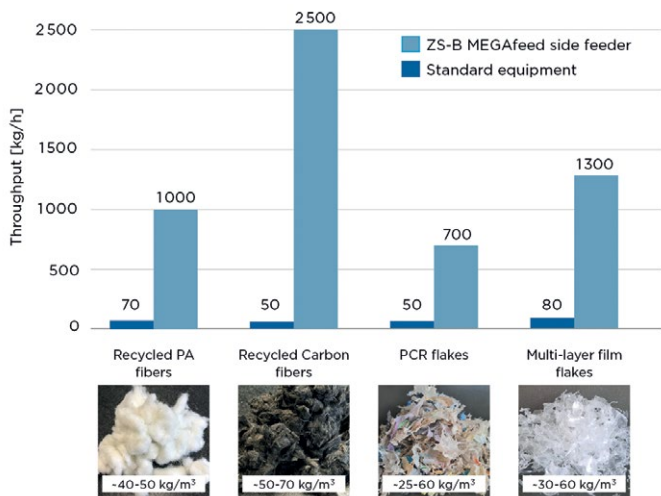 Throughput [kg/h]
2500
2000
1500
1000
500
0
ZS-B MEGAfeed side feeder
Standard equipment
70
1000
50
2500
50
700
80
1300
Recycled PA
fibers
Recycled Carbon
fibers
PCR flakes
Multi-layer film
flakes
~40-50 kg/m³
~50-70 kg/m³
~25-60 kg/m³
~30-60 kg/m³